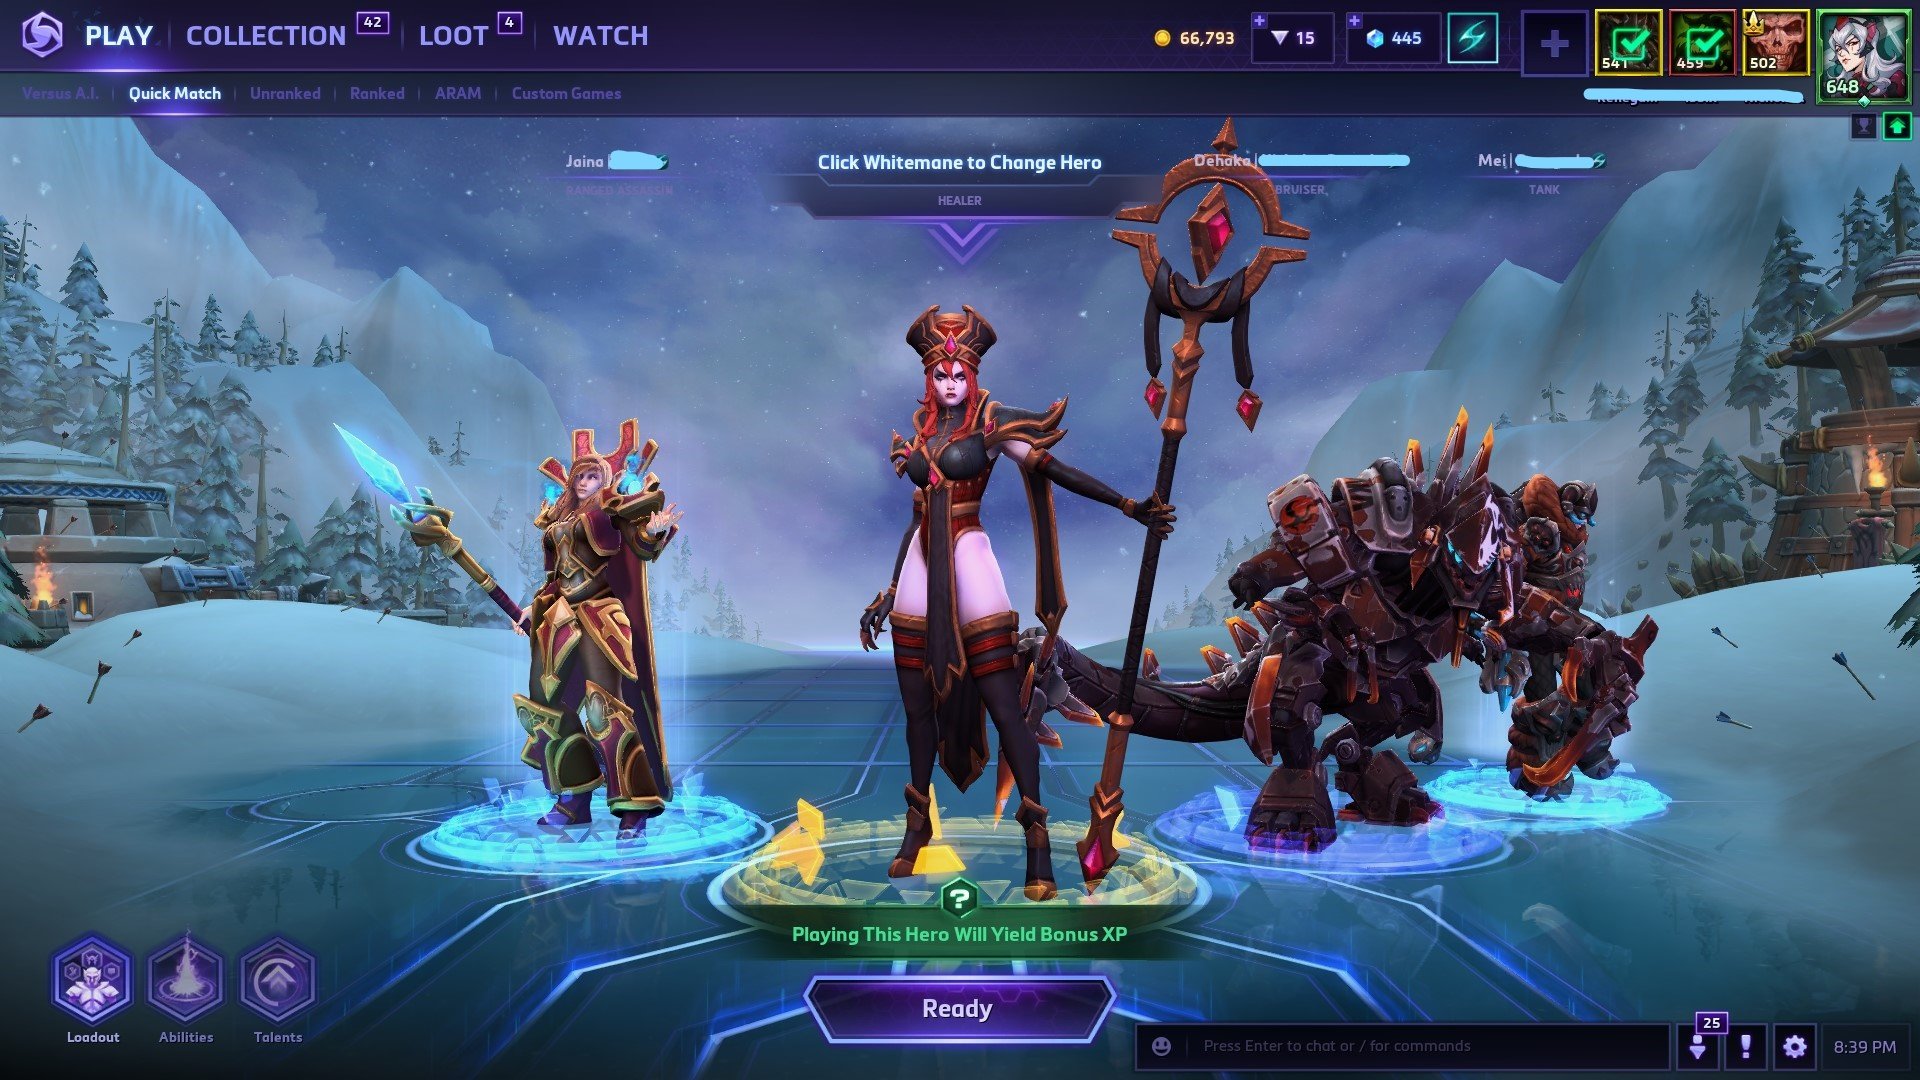 PLAY
COLLECTION
42
LOOT
4
WATCH
66,793
15
445
541
459
502
648
Versus A.I.
Quick Match
Unranked
Ranked
ARAM
Custom Games
Jaina
RANGED ASSASSIN
Click Whitemane to Change Hero
HEALER
Dehaka |
BRUISER
Mei |
TANK
?
Playing This Hero Will Yield Bonus XP
Ready
Loadout
Abilities
Talents
Press Enter to chat or / for commands
25
8:39 PM